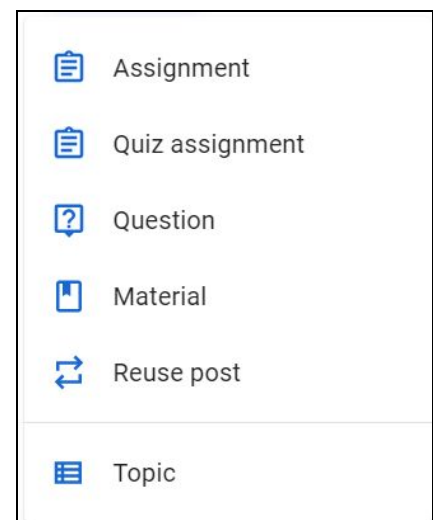 Assignment
Quiz assignment
Question
Material
Reuse post
Topic